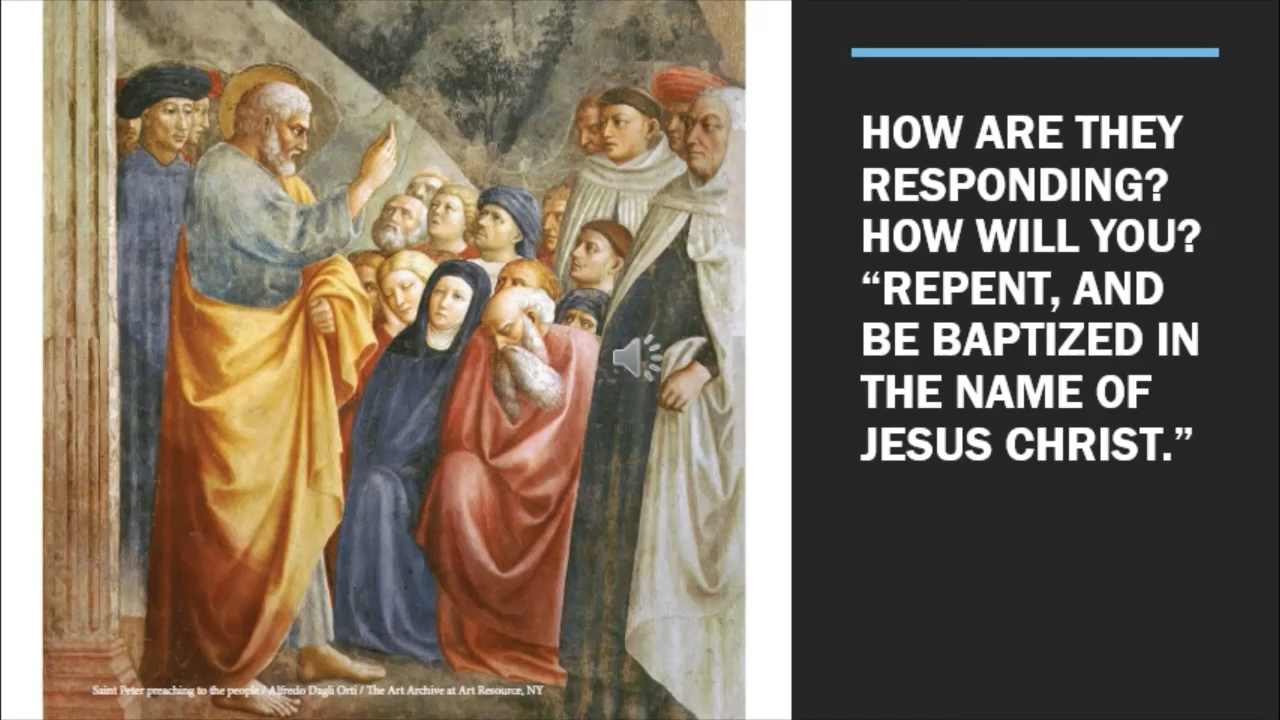 HOW ARE THEY
RESPONDING?
HOW WILL YOU?
“REPENT, AND
BE BAPTIZED IN
THE NAME OF
JESUS CHRIST.”
Saint Peter preaching to the people / Alfredo Dagli Orti / The Art Archive at Art Resource, NY